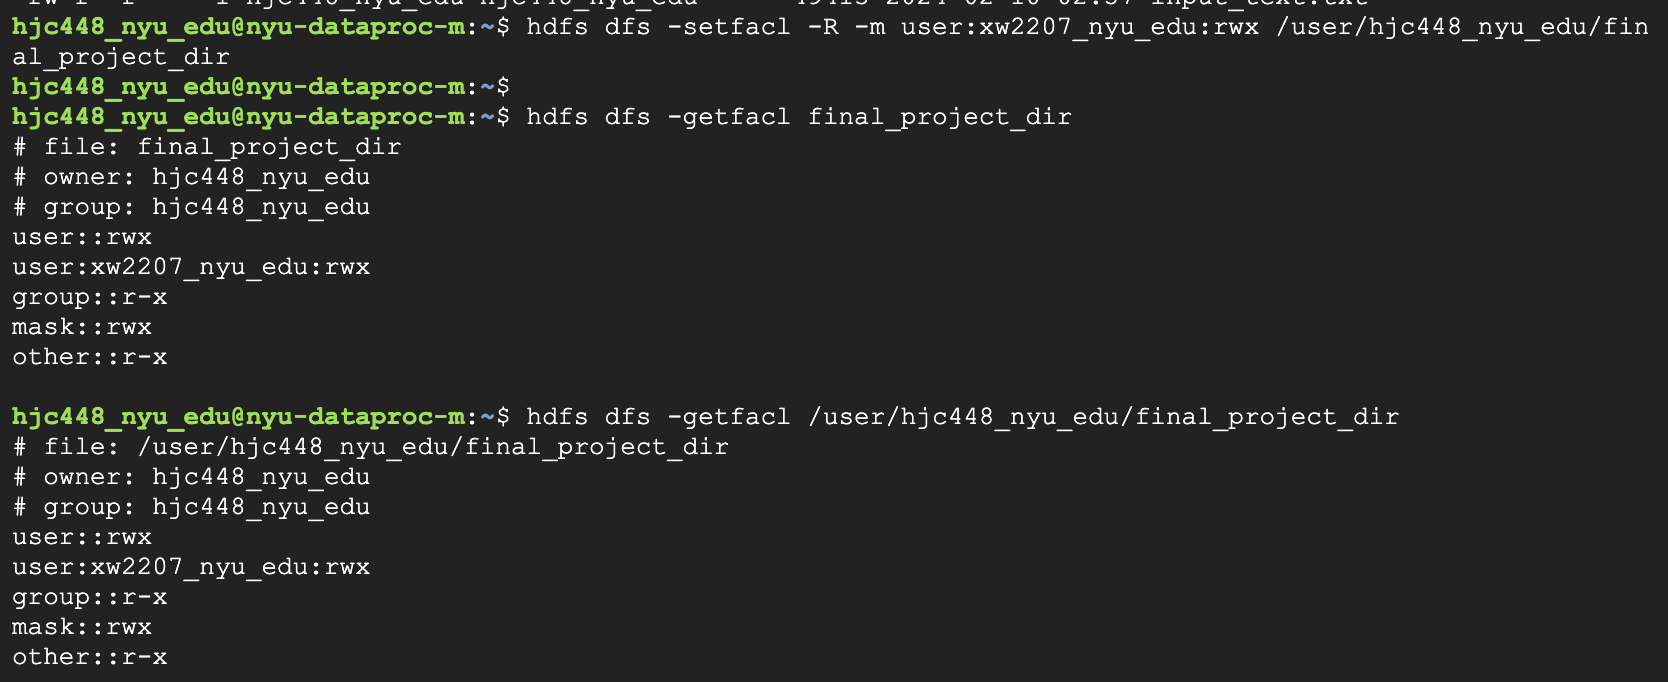 hjc448_nyu_edu@nyu-dataproc-m:~$ hdfs dfs -setfacl -R -m user:xw2207_nyu_edu:rwx /user/hjc448_nyu_edu/fin
al_project_dir
hjc448_nyu_edu@nyu-dataproc-m:~$
hjc448_nyu_edu@nyu-dataproc-m:~$ hdfs dfs -getfacl final_project_dir
# file: final_project_dir
# owner: hjc448_nyu_edu
# group: hjc448_nyu_edu
user::rwx
user:xw2207_nyu_edu:rwx
group::r-x
mask::rwx
other::r-x
hjc448_nyu_edu@nyu-dataproc-m:~$ hdfs dfs -getfacl /user/hjc448_nyu_edu/final_project_dir
# file: /user/hjc448_nyu_edu/final_project_dir
# owner: hjc448_nyu_edu
# group: hjc448_nyu_edu
user::rwx
user:xw2207_nyu_edu:rwx
group::r-x
mask::rwx
other::r-x